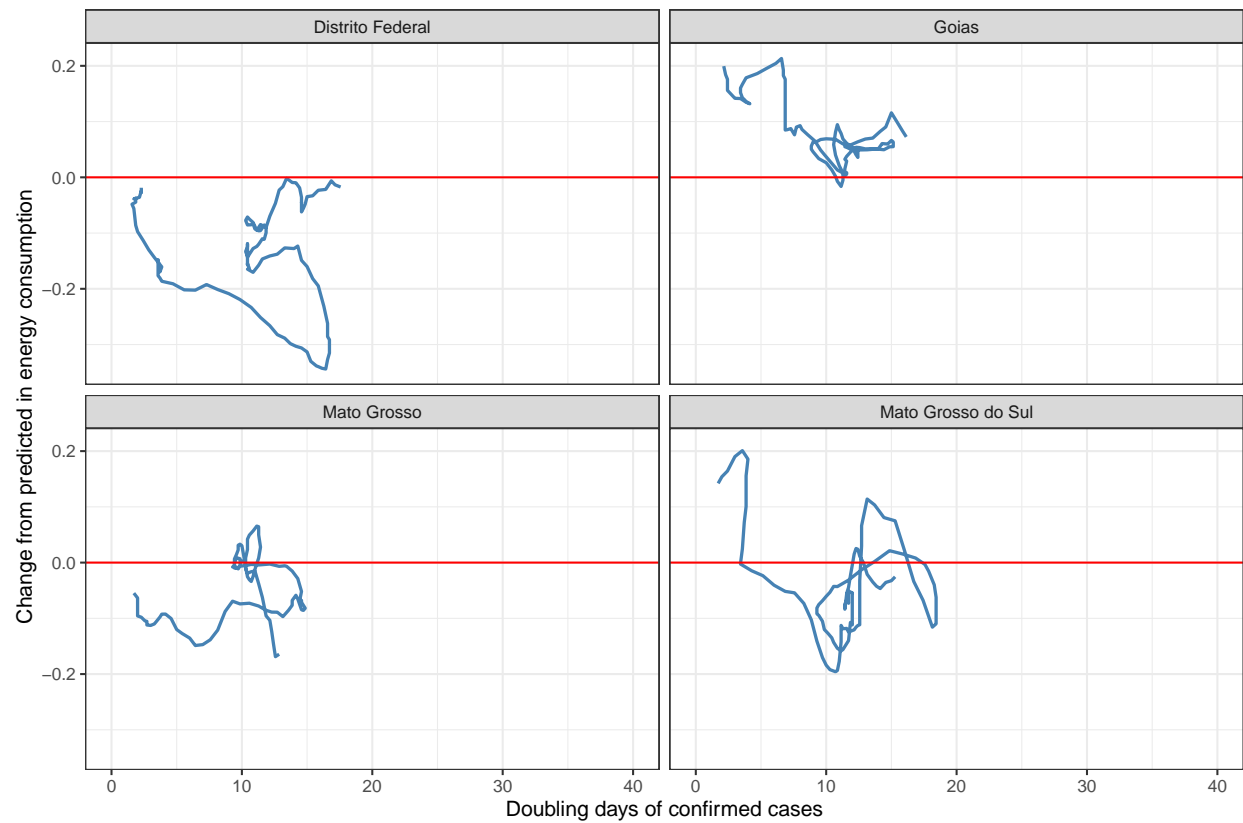 Distrito Federal
Goias
0.2
0.0
−0.2
Mato Grosso
Mato Grosso do Sul
0.2
0.0
−0.2
0
10
20
30
40
0
10
20
30
40
Doubling days of confirmed cases
Change from predicted in energy consumption